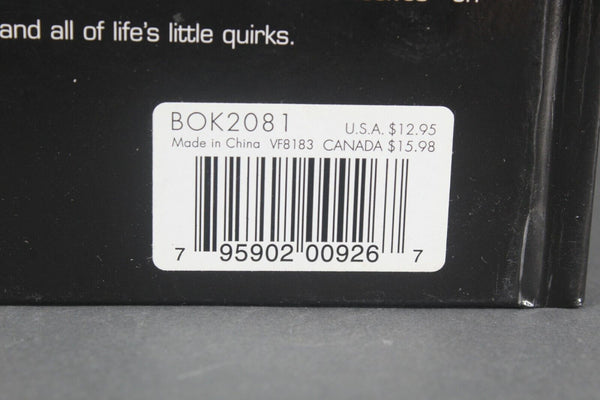 and all of life's little quirks.
BOK2081
U.S.A. $12.95
Made in China VF8183 CANADA $15.98
7 95902 00926 7